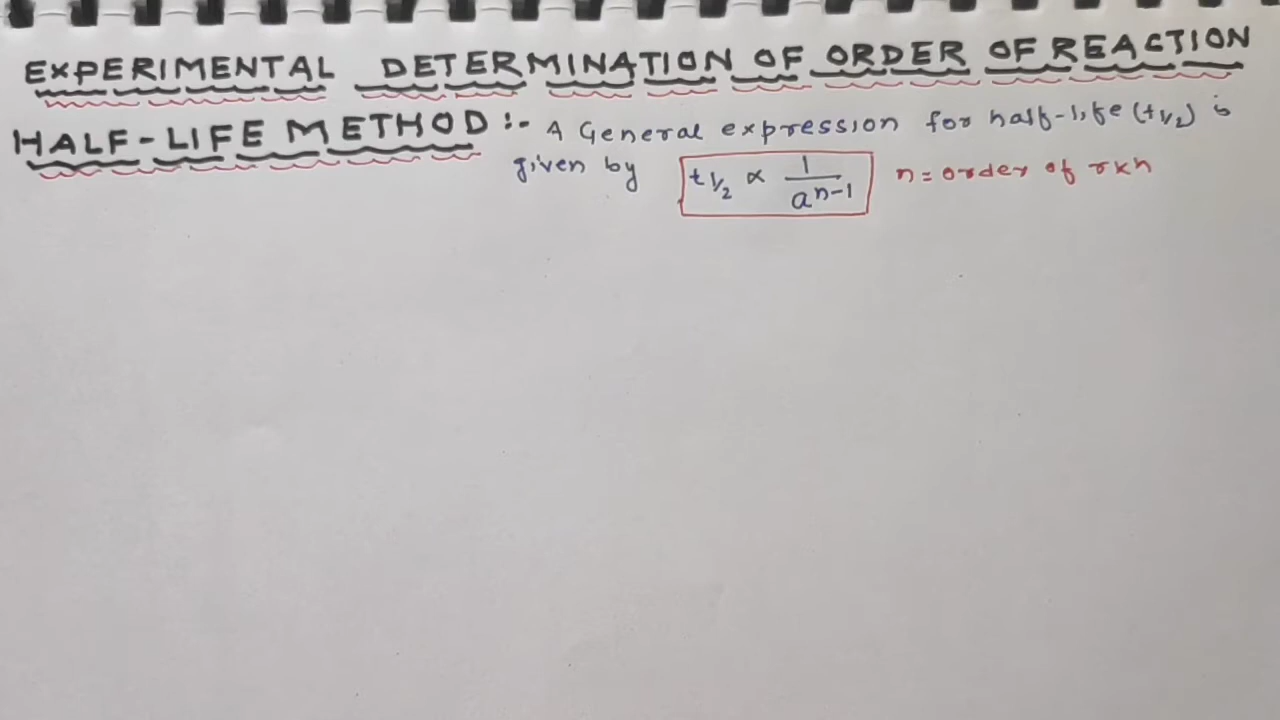 EXPERIMENTAL DETERMINATION OF ORDER OF REACTION
HALF-LIFE METHOD :- A General expression for half-life (t1/2) is
given by t1/2 ∝ 1/a^n-1 n = order of rxn